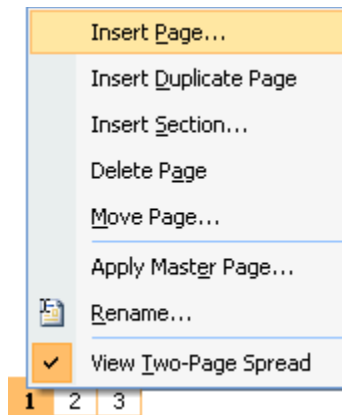 Insert Page...
Insert Duplicate Page
Insert Section...
Delete Page
Move Page...
Apply Master Page...
Rename...
View Two-Page Spread
1 2 3